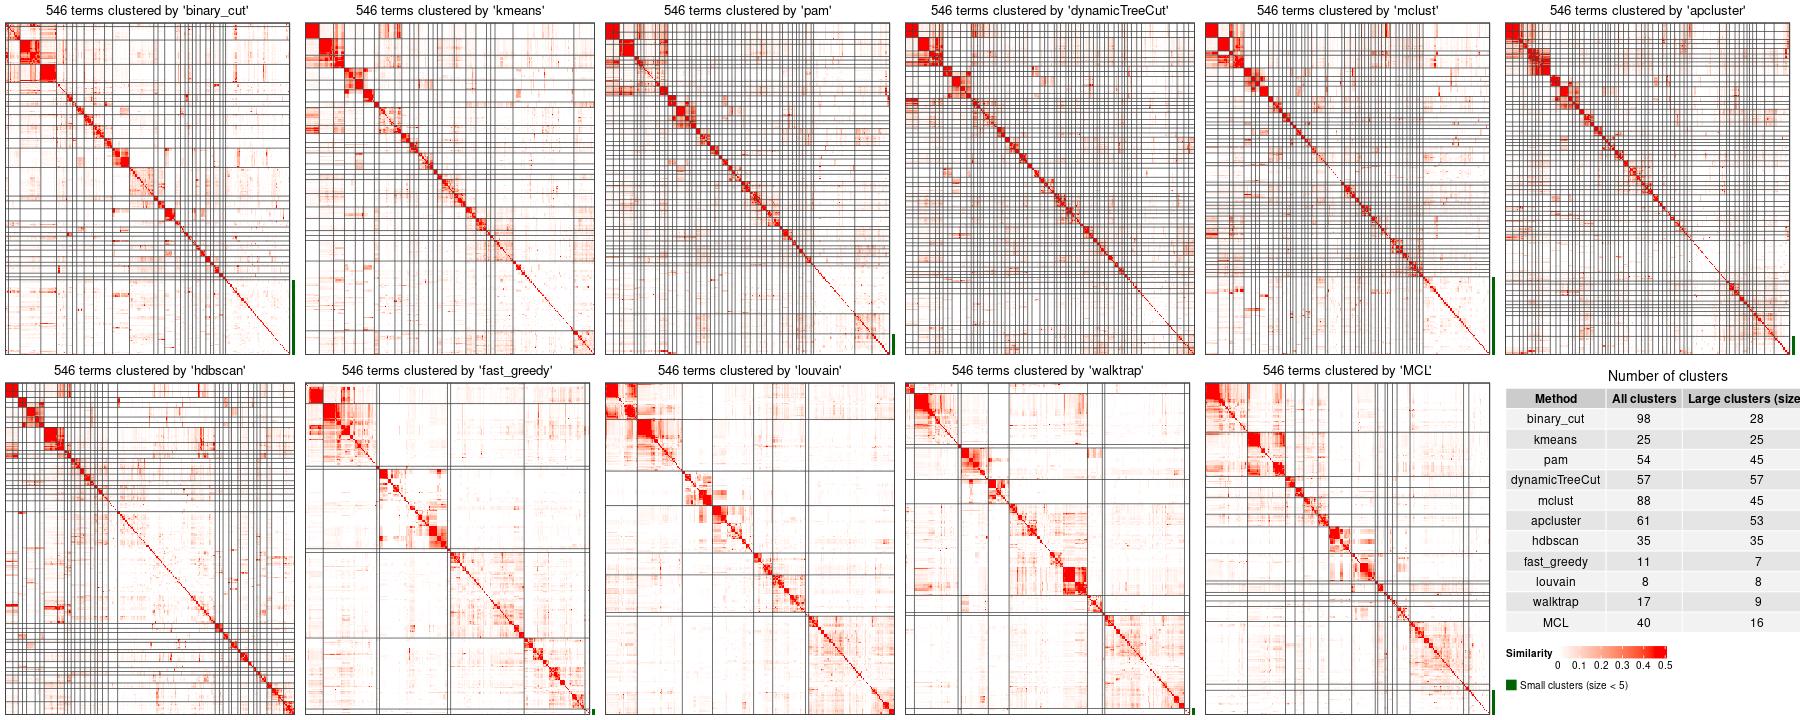 546 terms clustered by 'binary_cut'
546 terms clustered by 'kmeans'
546 terms clustered by 'pam'
546 terms clustered by 'dynamicTreeCut'
546 terms clustered by 'mclust'
546 terms clustered by 'apcluster'
546 terms clustered by 'hdbscan'
546 terms clustered by 'fast_greedy'
546 terms clustered by 'louvain'
546 terms clustered by 'walktrap'
546 terms clustered by 'MCL'
Number of clusters
Method All clusters Large clusters (size
binary_cut 98 28
kmeans 25 25
pam 54 45
dynamicTreeCut 57 57
mclust 88 45
apcluster 61 53
hdbscan 35 35
fast_greedy 11 7
louvain 8 8
walktrap 17 9
MCL 40 16
Similarity
0 0.1 0.2 0.3 0.4 0.5
Small clusters (size < 5)